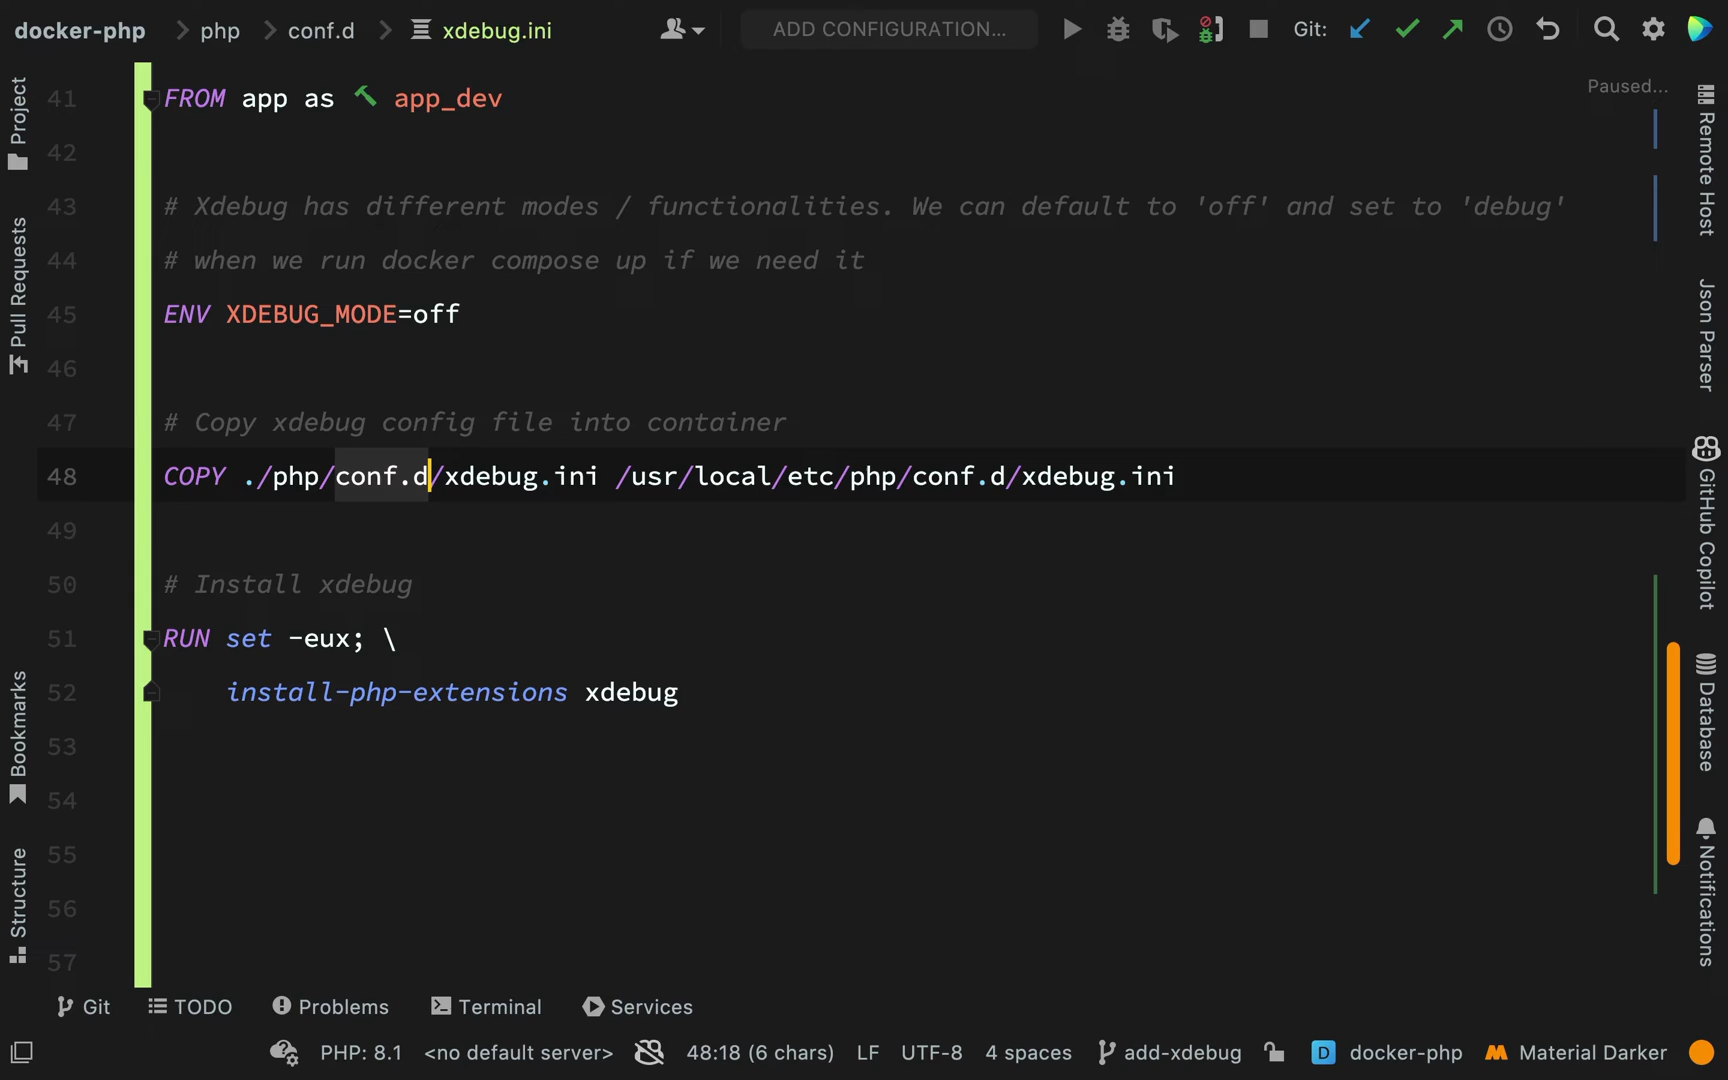 docker-php php conf.d xdebug.ini ADD CONFIGURATION... Git:
Paused...
41 FROM app as app_dev
42
43 # Xdebug has different modes / functionalities. We can default to 'off' and set to 'debug'
44 # when we run docker compose up if we need it
45 ENV XDEBUG_MODE=off
46
47 # Copy xdebug config file into container
48 COPY ./php/conf.d/xdebug.ini /usr/local/etc/php/conf.d/xdebug.ini
49
50 # Install xdebug
51 RUN set -eux; \
52 install-php-extensions xdebug
53
54
55
56
57
Project
Pull Requests
Bookmarks
Structure
Remote Host
Json Parser
GitHub Copilot
Database
Notifications
Git TODO Problems Terminal Services
PHP: 8.1 <no default server> 48:18 (6 chars) LF UTF-8 4 spaces add-xdebug D docker-php Material Darker